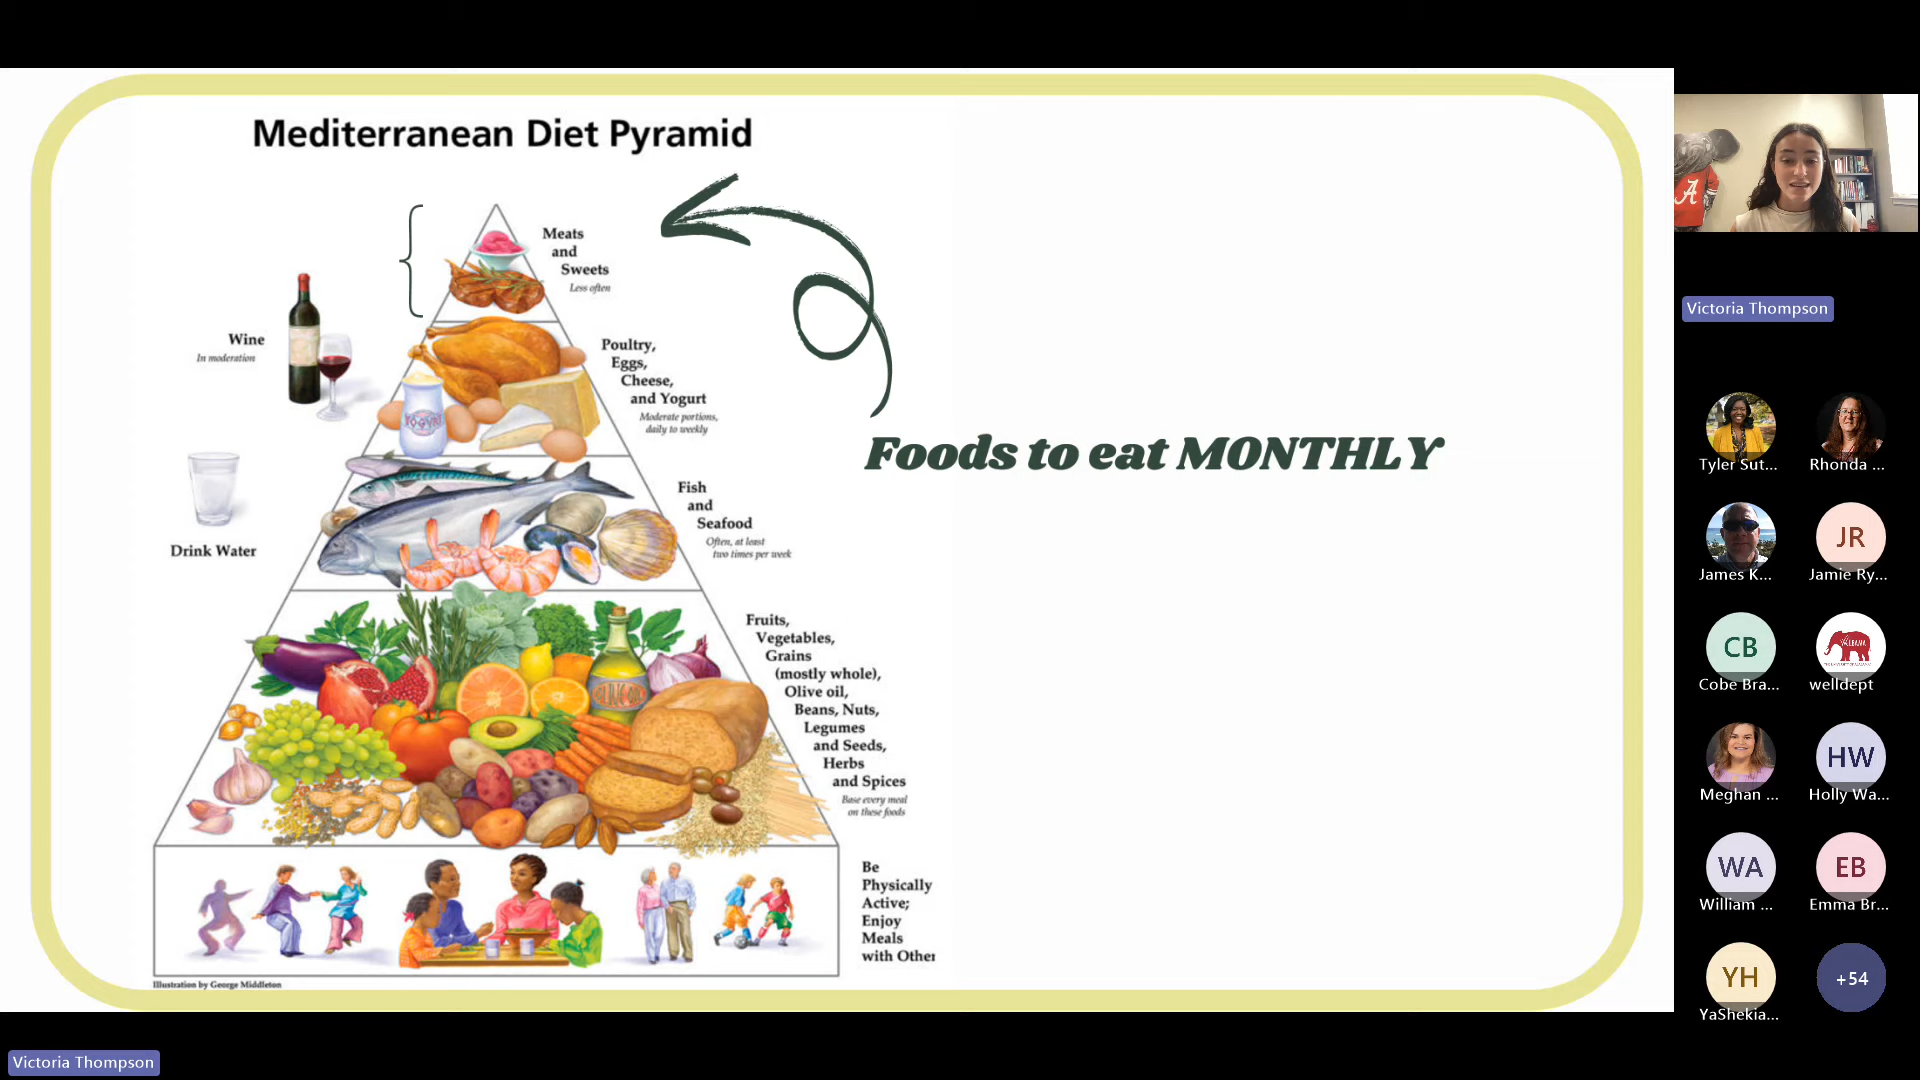 Mediterranean Diet Pyramid
Meats
and
Sweets
Less often
Wine
In moderation
Poultry,
Eggs,
Cheese,
and Yogurt
Moderate portions,
daily to weekly
YOGURT
Foods to eat MONTHLY
Fish
and
Seafood
Often, at least
two times per week
Drink Water
Fruits,
Vegetables,
Grains
(mostly whole),
Olive oil,
Beans, Nuts,
Legumes
and Seeds,
Herbs
and Spices
Base every meal
on these foods
OLIVE OIL
Be
Physically
Active;
Enjoy
Meals
with Other
Illustration by George Middleton
A
Victoria Thompson
Tyler Sut...
Rhonda ...
James K...
JR
Jamie Ry...
CB
Cobe Bra...
welldept
Meghan ...
HW
Holly Wa...
WA
William ...
EB
Emma Br...
YH
YaShekia...
+54
Victoria Thompson